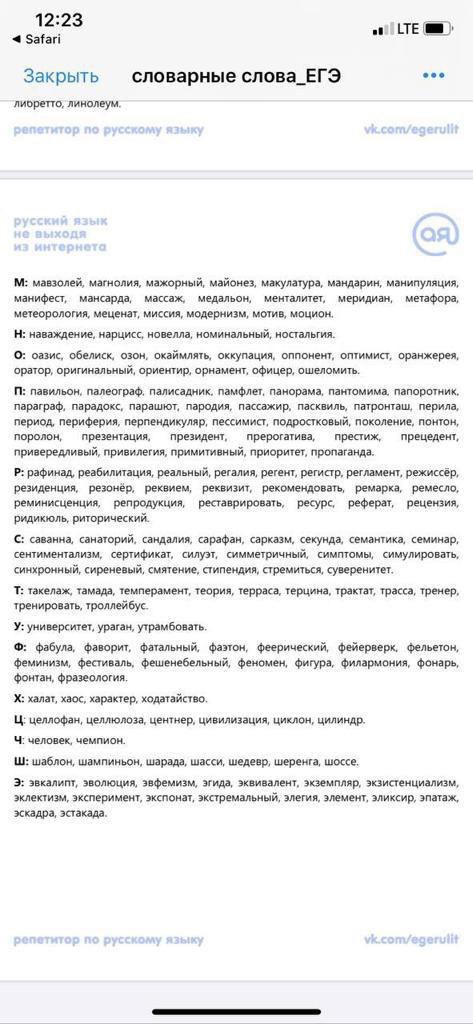 12:23
LTE
◀ Safari
Закрыть
словарные слова_ЕГЭ
•••
либретто, линолеум.
репетитор по русскому языку
vk.com/egerulit
русский язык
не выходя
из интернета
ая
М: мавзолей, магнолия, мажорный, майонез, макулатура, мандарин, манипуляция,
манифест, мансарда, массаж, медальон, менталитет, меридиан, метафора,
метеорология, меценат, миссия, модернизм, мотив, моцион.
Н: наваждение, нарцисс, новелла, номинальный, ностальгия.
О: оазис, обелиск, озон, окаймлять, оккупация, оппонент, оптимист, оранжерея,
оратор, оригинальный, ориентир, орнамент, офицер, ошеломить.
П: павильон, палеограф, палисадник, памфлет, панорама, пантомима, папоротник,
параграф, парадокс, парашют, пародия, пассажир, пасквиль, патронташ, перила,
период, периферия, перпендикуляр, пессимист, подростковый, поколение, понтон,
поролон, презентация, президент, прерогатива, престиж, прецедент,
привередливый, привилегия, примитивный, приоритет, пропаганда.
Р: рафинад, реабилитация, реальный, регалия, регент, регистр, регламент, режиссёр,
резиденция, резонёр, реквием, реквизит, рекомендовать, ремарка, ремесло,
реминисценция, репродукция, реставрировать, ресурс, реферат, рецензия,
ридикюль, риторический.
С: саванна, санаторий, сандалия, сарафан, сарказм, секунда, семантика, семинар,
сентиментализм, сертификат, силуэт, симметричный, симптомы, симулировать,
синхронный, сиреневый, смятение, стипендия, стремиться, суверенитет.
Т: такелаж, тамада, темперамент, теория, терраса, терцина, трактат, трасса, тренер,
тренировать, троллейбус.
У: университет, ураган, утрамбовать.
Ф: фабула, фаворит, фатальный, фаэтон, феерический, фейерверк, фельетон,
феминизм, фестиваль, фешенебельный, феномен, фигура, филармония, фонарь,
фонтан, фразеология.
Х: халат, хаос, характер, ходатайство.
Ц: целлофан, целлюлоза, центнер, цивилизация, циклон, цилиндр.
Ч: человек, чемпион.
Ш: шаблон, шампиньон, шарада, шасси, шедевр, шеренга, шоссе.
Э: эвкалипт, эволюция, эвфемизм, эгида, эквивалент, экземпляр, экзистенциализм,
эклектизм, эксперимент, экспонат, экстремальный, элегия, элемент, эликсир, эпатаж,
эскадра, эстакада.
репетитор по русскому языку
vk.com/egerulit